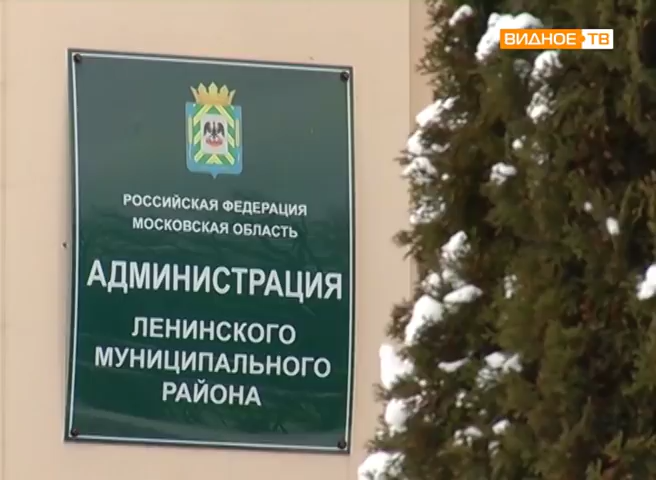 ВИДНОЕ ТВ
РОССИЙСКАЯ ФЕДЕРАЦИЯ
МОСКОВСКАЯ ОБЛАСТЬ
АДМИНИСТРАЦИЯ
ЛЕНИНСКОГО
МУНИЦИПАЛЬНОГО
РАЙОНА